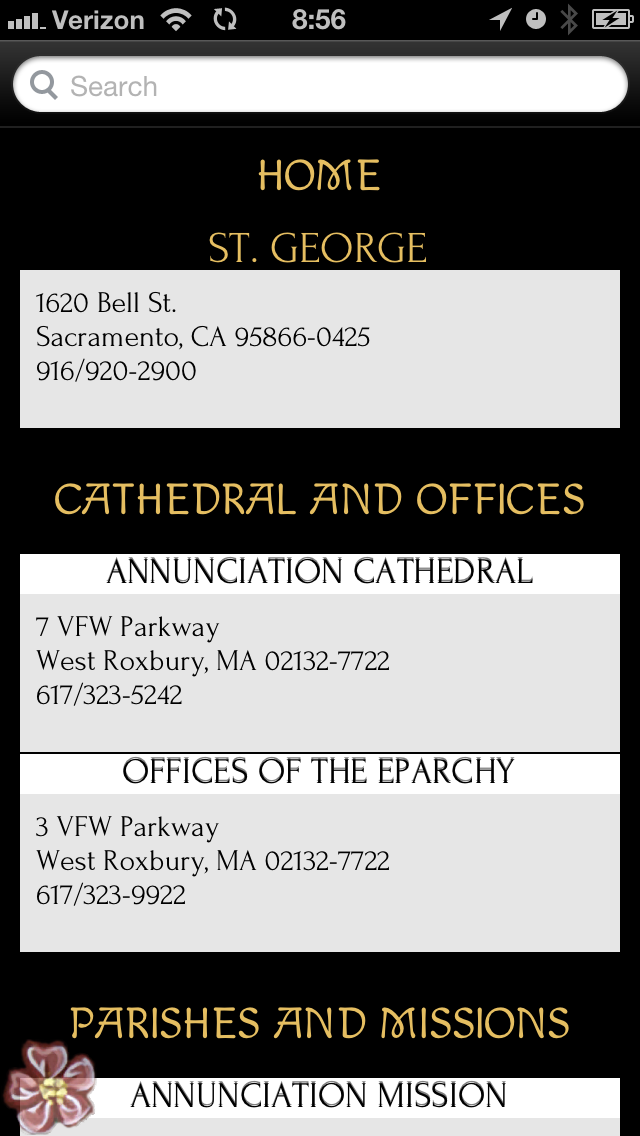 Verizon 8:56
Search
HOME
ST. GEORGE
1620 Bell St.
Sacramento, CA 95866-0425
916/920-2900
CATHEDRAL AND OFFICES
ANNUNCIATION CATHEDRAL
7 VFW Parkway
West Roxbury, MA 02132-7722
617/323-5242
OFFICES OF THE EPARCHY
3 VFW Parkway
West Roxbury, MA 02132-7722
617/323-9922
PARISHES AND MISSIONS
ANNUNCIATION MISSION